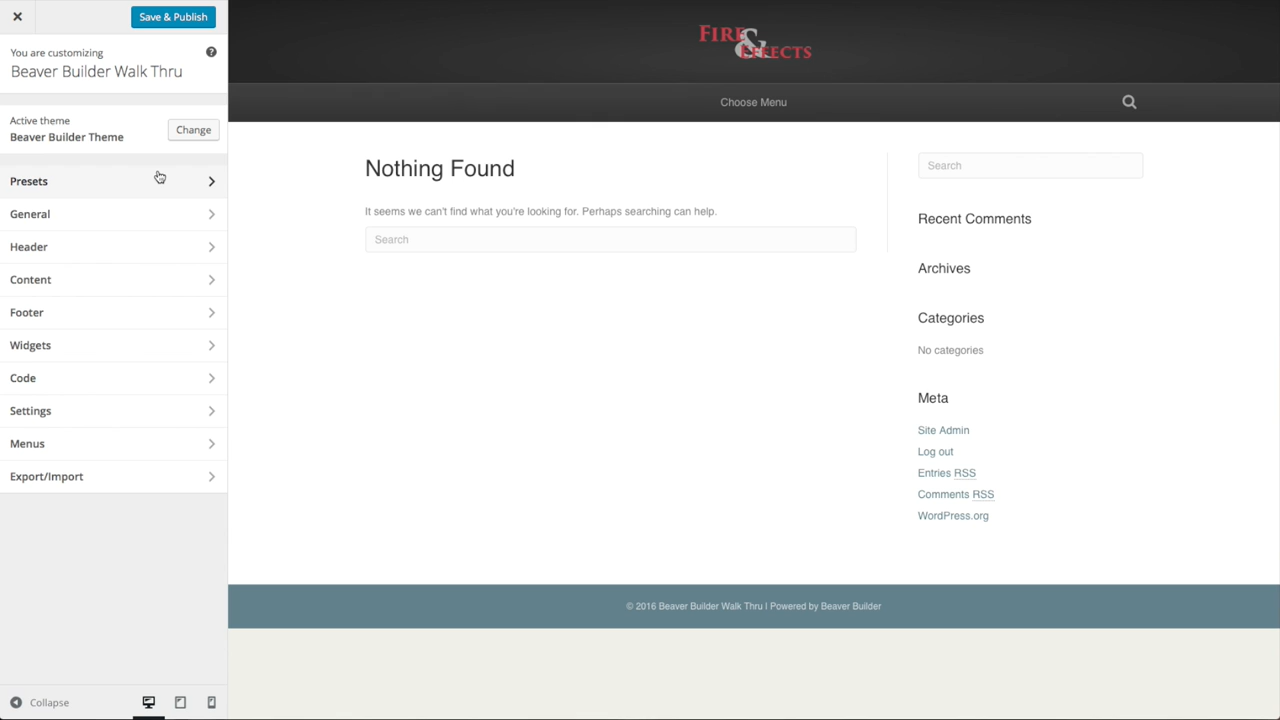 Save & Publish
You are customizing
Beaver Builder Walk Thru
Active theme
Beaver Builder Theme
Change
Presets
General
Header
Content
Footer
Widgets
Code
Settings
Menus
Export/Import
Collapse
FIRE
&
EFFECTS
Choose Menu
Nothing Found
It seems we can't find what you're looking for. Perhaps searching can help.
Search
Search
Recent Comments
Archives
Categories
No categories
Meta
Site Admin
Log out
Entries RSS
Comments RSS
WordPress.org
© 2016 Beaver Builder Walk Thru | Powered by Beaver Builder